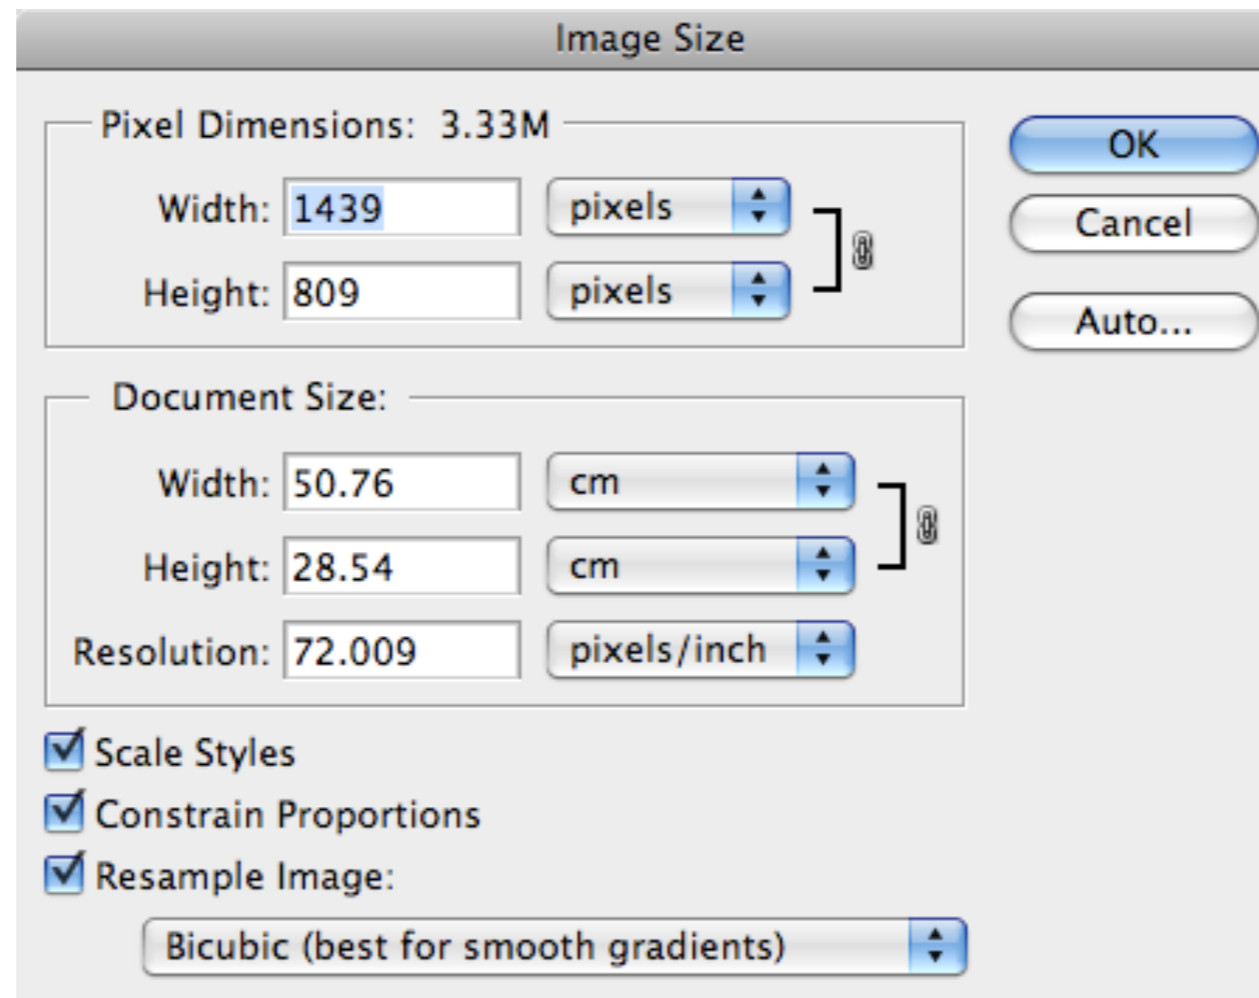 Image Size
Pixel Dimensions: 3.33M
OK
Width: 1439 pixels
Cancel
Height: 809 pixels
Auto...
Document Size:
Width: 50.76 cm
Height: 28.54 cm
Resolution: 72.009 pixels/inch
Scale Styles
Constrain Proportions
Resample Image:
Bicubic (best for smooth gradients)